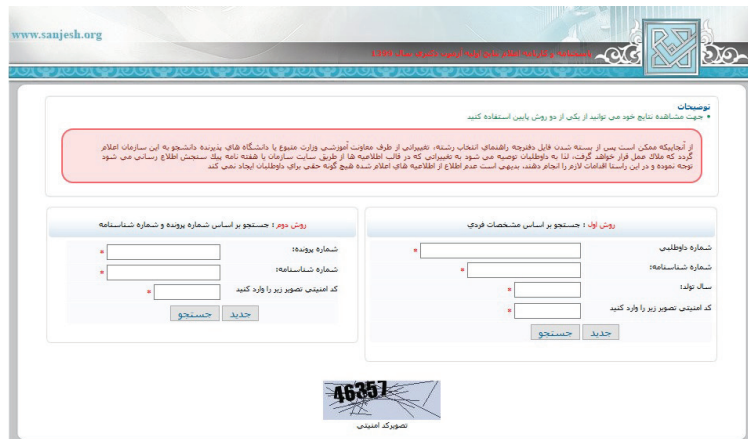 www.sanjesh.org
توضیحات
جهت مشاهده نتایج خود می توانید از یکی از دو روش پایین استفاده کنید
از آنجاییکه ممکن است پس از بسته شدن فایل دفترچه راهنمای انتخاب رشته، تغییراتی از طرف معاونت آموزشی وزارت متبوع یا دانشگاه های پذیرنده دانشجو به این سازمان اعلام
گردد که ملاک عمل قرار خواهد گرفت، لذا به داوطلبان توصیه می شود به تغییراتی که در قالب اطلاعیه ها از طریق سایت سازمان یا هفته نامه پیک سنجش اطلاع رسانی می شود
توجه نموده و در این راستا اقدامات لازم را انجام دهند، بدیهی است عدم اطلاع از اطلاعیه های اعلام شده هیچ گونه حقی برای داوطلبان ایجاد نمی کند
روش اول : جستجو بر اساس مشخصات فردي
شماره داوطلبی
شماره شناسنامه:
سال تولد:
کد امنیتی تصویر زیر را وارد کنید
جدید جستجو
روش دوم : جستجو بر اساس شماره پرونده و شماره شناسنامه
شماره پرونده:
شماره شناسنامه:
کد امنیتی تصویر زیر را وارد کنید
جدید جستجو
46357
تصویرکد امنیتی